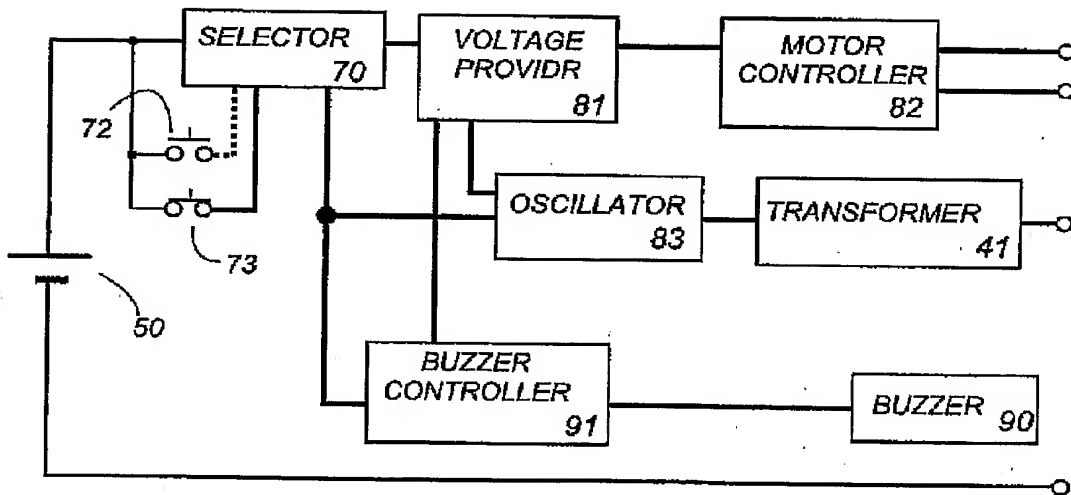 SELECTOR
70
VOLTAGE
PROVIDR
81
MOTOR
CONTROLLER
82
72
73
50
OSCILLATOR
83
TRANSFORMER
41
BUZZER
CONTROLLER
91
BUZZER
90